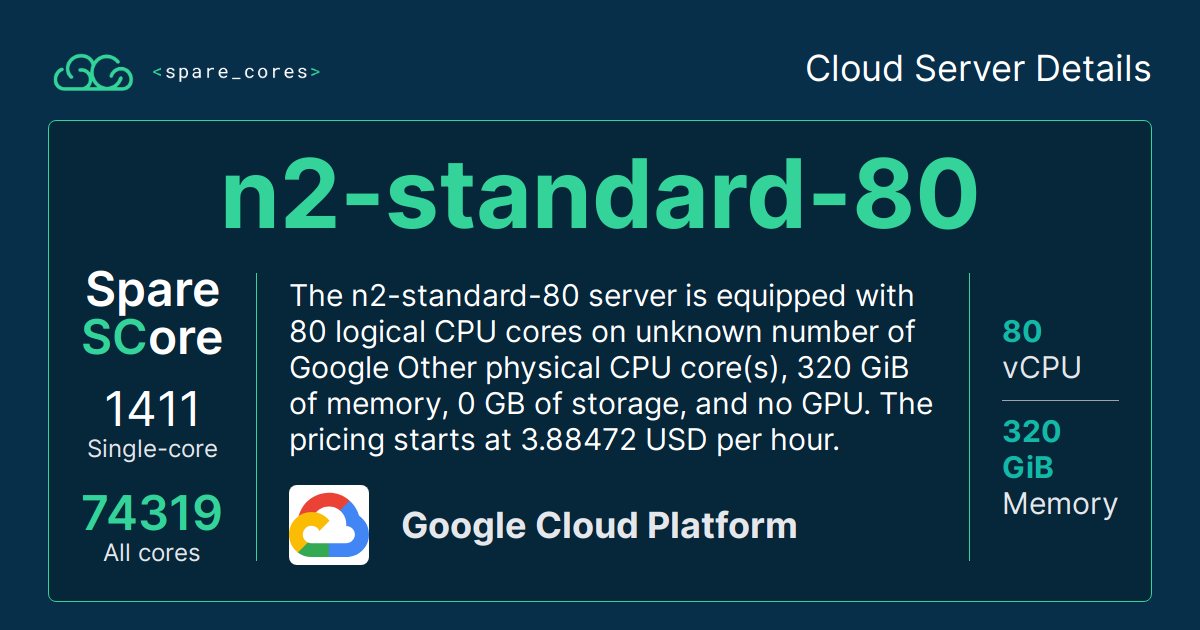 <spare_cores>
Cloud Server Details
n2-standard-80
Spare
SCore
1411
Single-core
74319
All cores
The n2-standard-80 server is equipped with
80 logical CPU cores on unknown number of
Google Other physical CPU core(s), 320 GiB
of memory, 0 GB of storage, and no GPU. The
pricing starts at 3.88472 USD per hour.
Google Cloud Platform
80
vCPU
320
GiB
Memory